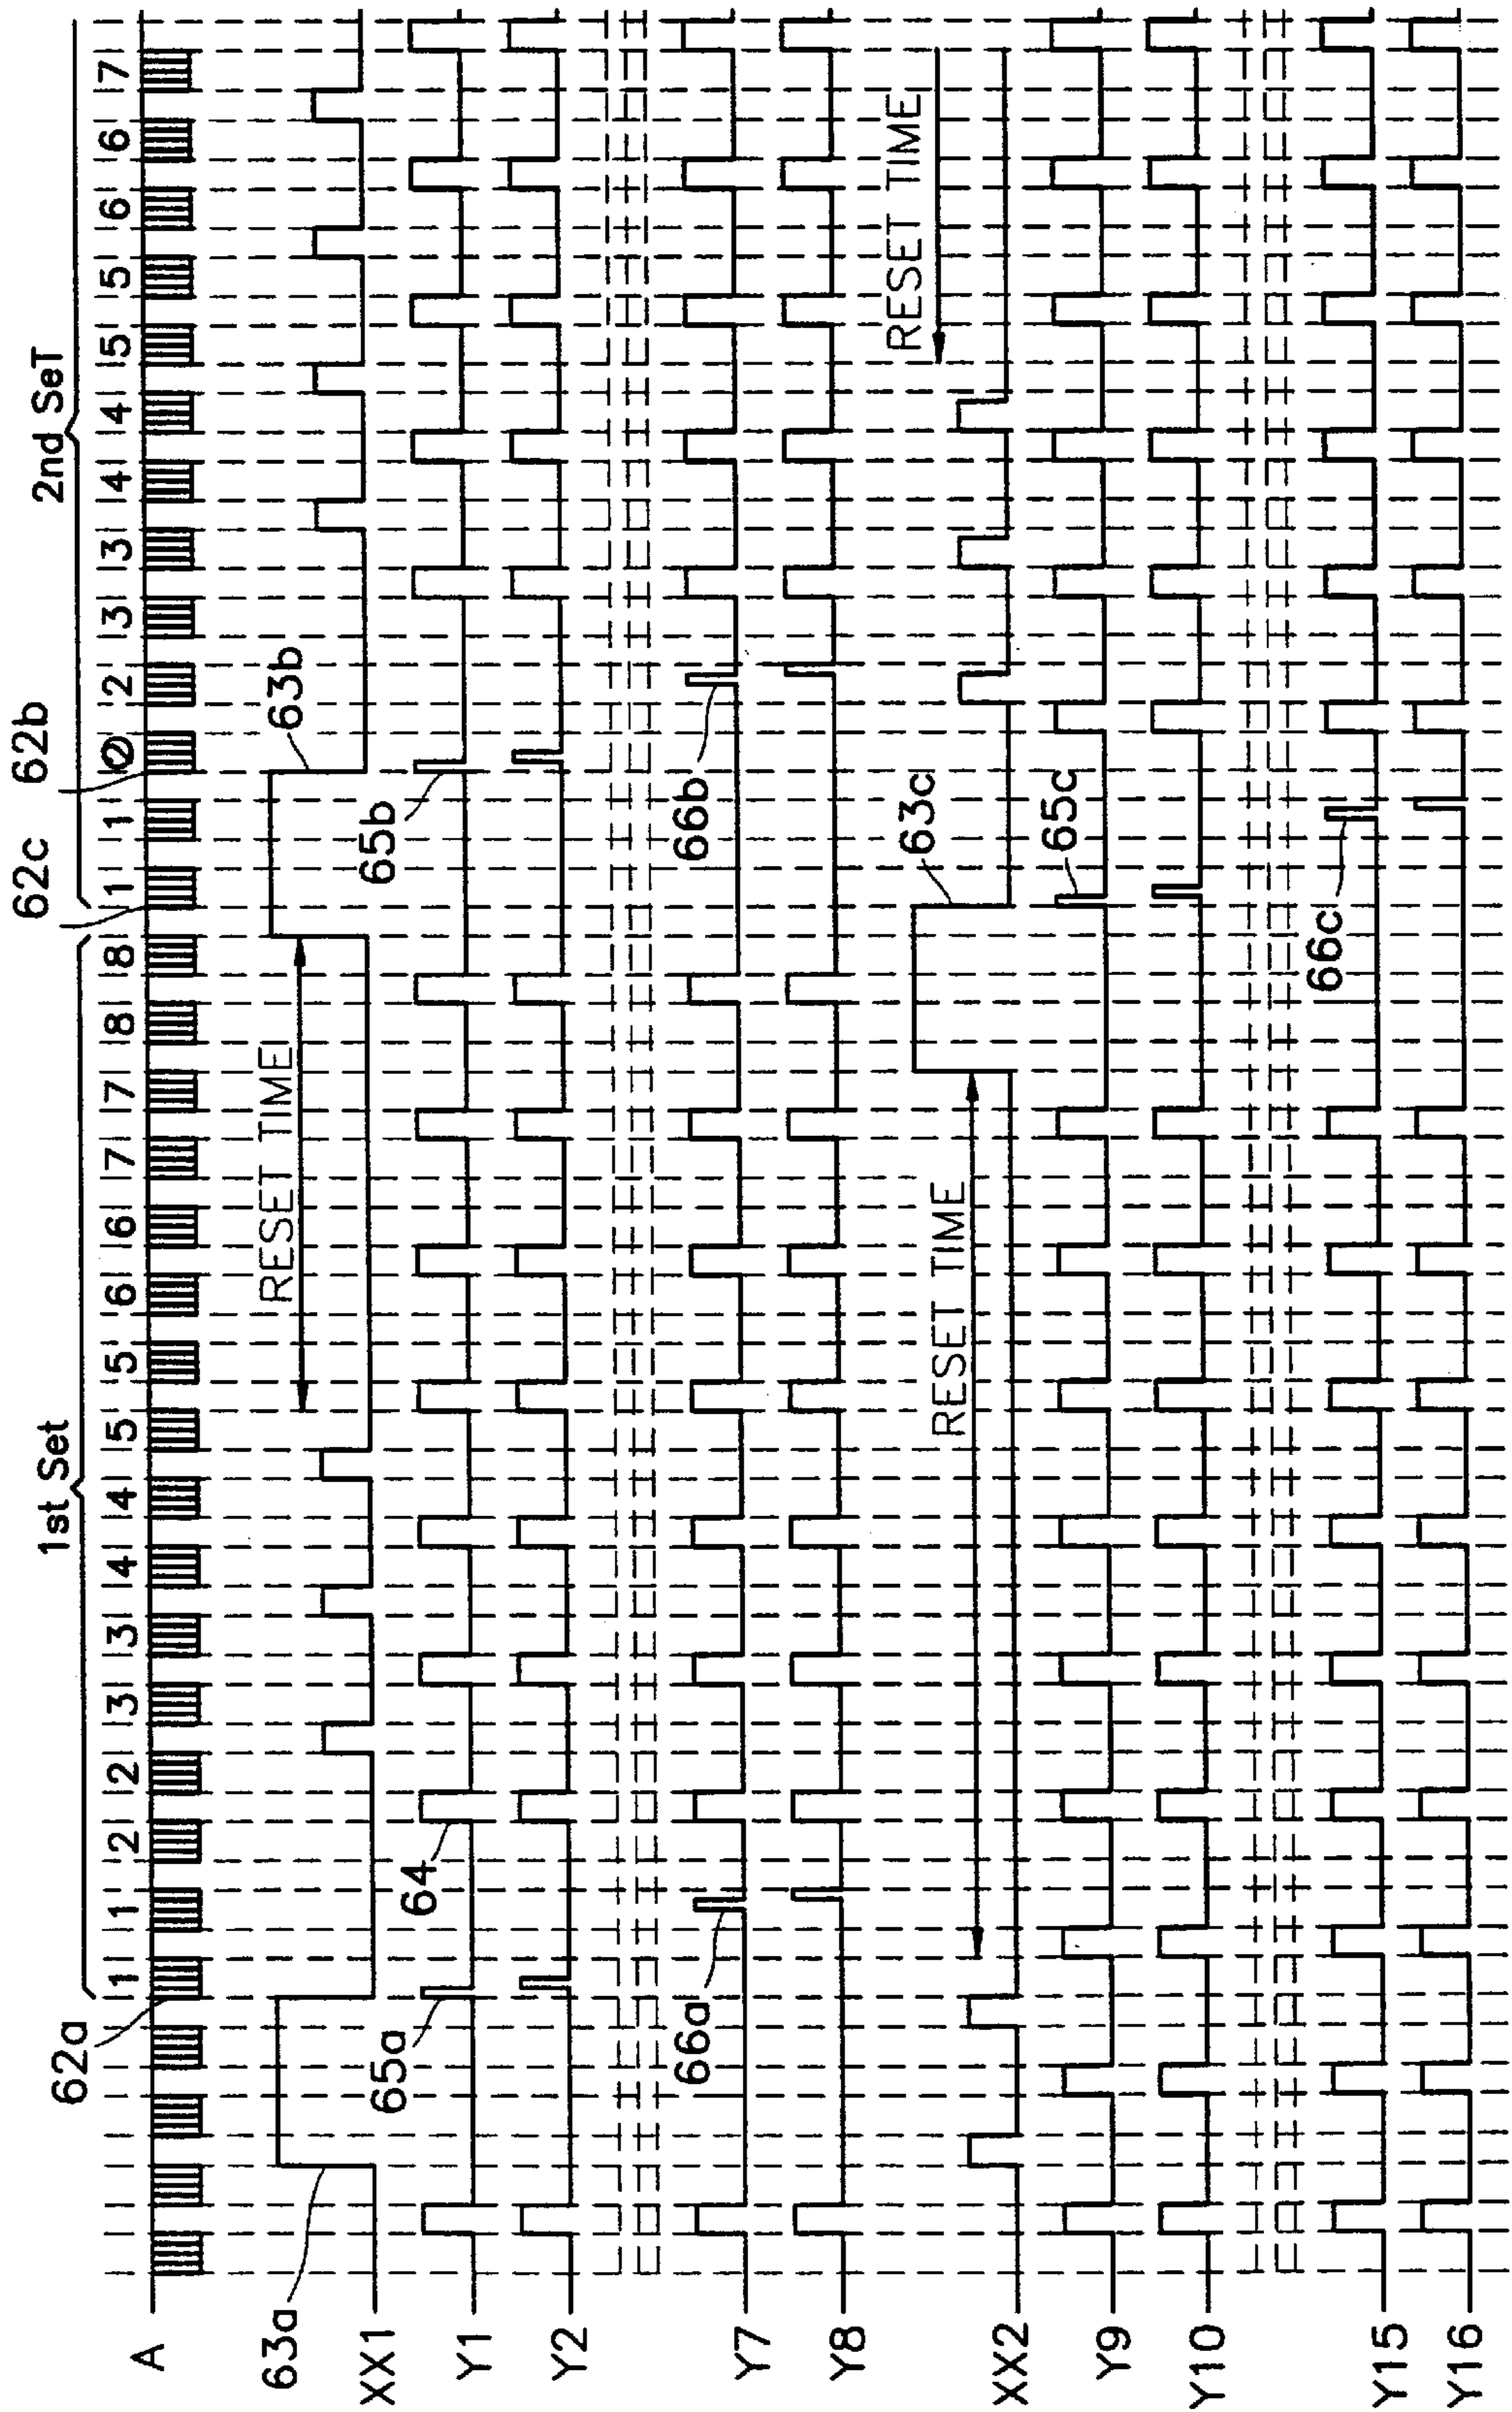 62c 62b
1st Set 2nd SeT
62a
1 1 2 2 3 3 4 4 5 5 6 6 7 7 8 8 1 1 2 2 3 3 4 4 5 5 6 6 7
A
63a RESET TIME 63b
XX1
65a 64 65b
Y1
Y2
66a 66b
Y7
Y8
RESET TIME 63c RESET TIME
XX2
65c
Y9
Y10
66c
Y15
Y16